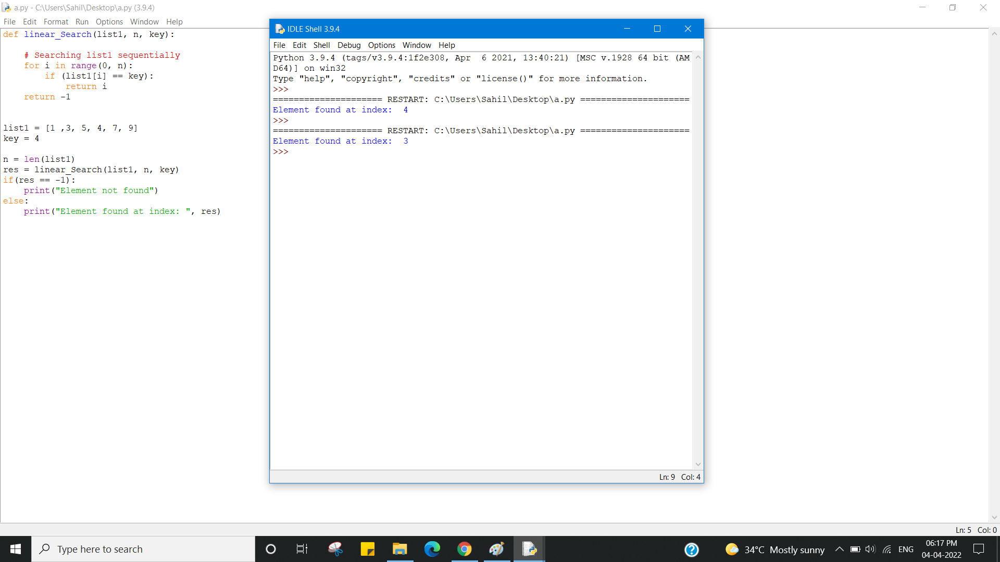 a.py - C:\Users\Sahil\Desktop\a.py (3.9.4)
File Edit Format Run Options Window Help
def linear_Search(list1, n, key):
    # Searching list1 sequentially
    for i in range(0, n):
        if (list1[i] == key):
            return i
    return -1
list1 = [1 ,3, 5, 4, 7, 9]
key = 4
n = len(list1)
res = linear_Search(list1, n, key)
if(res == -1):
    print("Element not found")
else:
    print("Element found at index: ", res)
IDLE Shell 3.9.4
File Edit Shell Debug Options Window Help
Python 3.9.4 (tags/v3.9.4:1f2e308, Apr  6 2021, 13:40:21) [MSC v.1928 64 bit (AM
D64)] on win32
Type "help", "copyright", "credits" or "license()" for more information.
>>>
===================== RESTART: C:\Users\Sahil\Desktop\a.py =====================
Element found at index:  4
>>>
===================== RESTART: C:\Users\Sahil\Desktop\a.py =====================
Element found at index:  3
>>>
Ln: 9 Col: 4
Ln: 5 Col: 0
Type here to search
34°C Mostly sunny
ENG
06:17 PM
04-04-2022